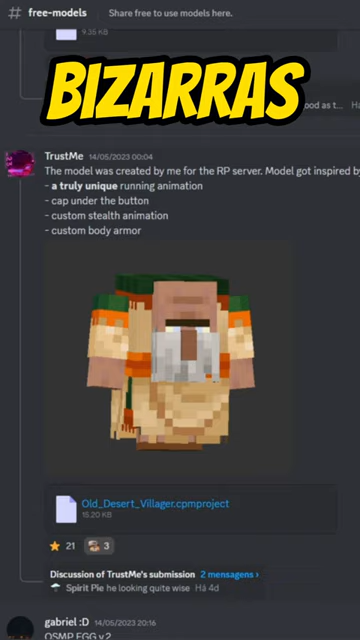 # free-models
Share free to use models here.
9.35 KB
BIZARRAS
ood as t...
TrustMe 14/05/2023 00:04
The model was created by me for the RP server. Model got inspired by
- a truly unique running animation
- cap under the button
- custom stealth animation
- custom body armor
Old_Desert_Villager.cpmproject
15.20 KB
21
3
Discussion of TrustMe's submission 2 mensagens ›
Spirit Pie he looking quite wise Há 4d
gabriel :D 14/05/2023 20:16
OSMP EGG v.2